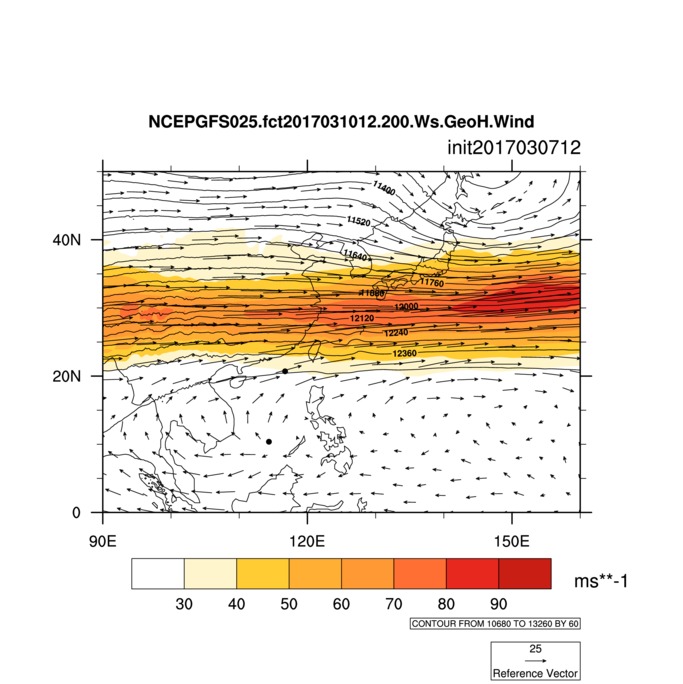 NCEPGFS025.fct2017031012.200.Ws.GeoH.Wind
init2017030712
11400
11520
40N
11640
11760
11880
12000
12120
12240
12360
20N
0
90E 120E 150E
30 40 50 60 70 80 90
ms**-1
CONTOUR FROM 10680 TO 13260 BY 60
25
Reference Vector